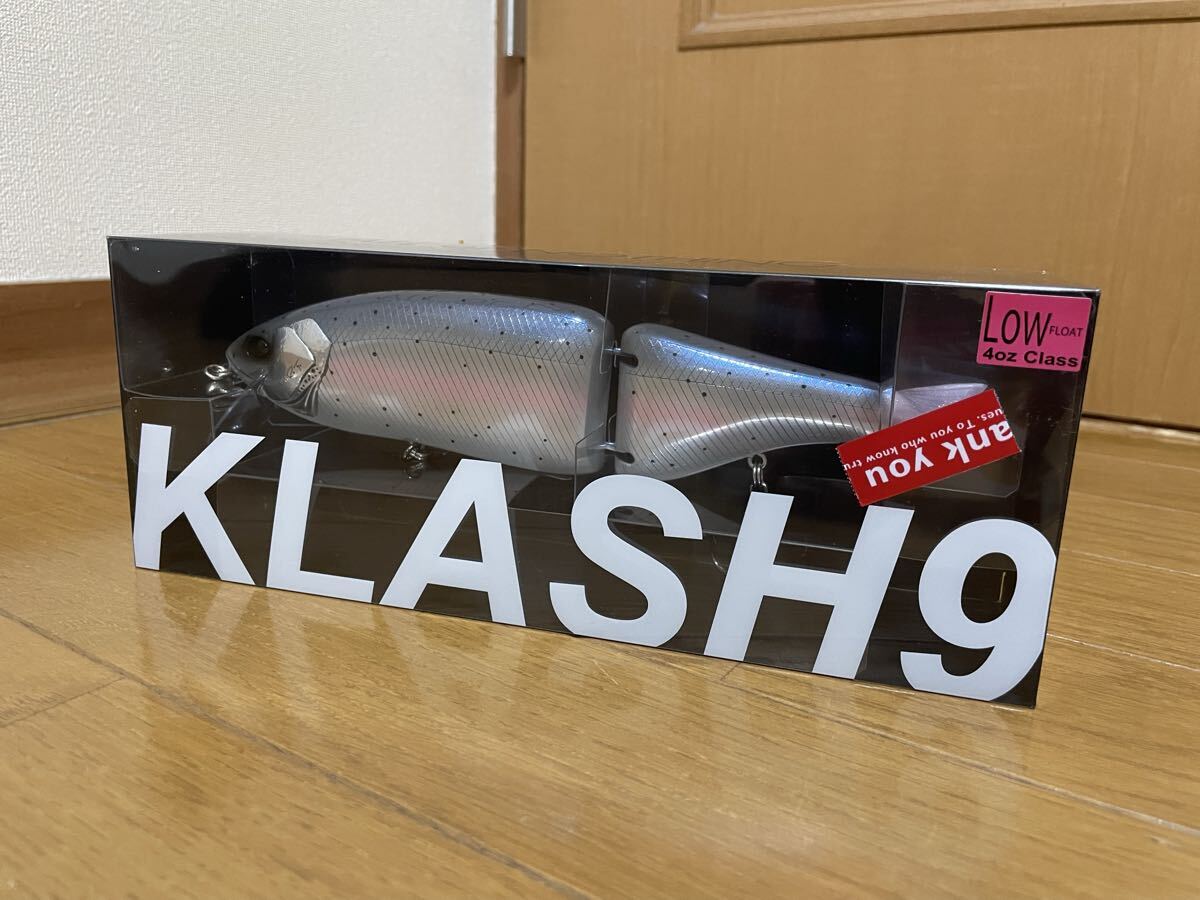 LOW FLOAT
4oz Class
ank you
ues. To you who know tru
KLASH9